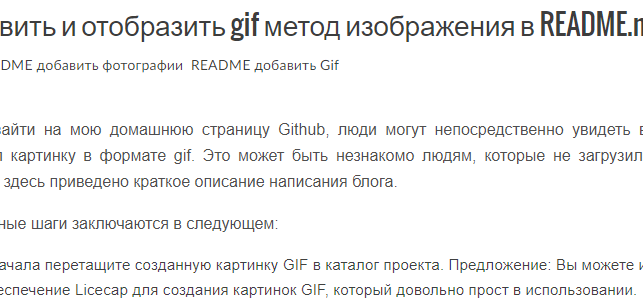 вить и отобразить gif метод изображения в README.m
DME добавить фотографии README добавить Gif
зайти на мою домашнюю страницу Github, люди могут непосредственно увидеть в
картинку в формате gif. Это может быть незнакомо людям, которые не загрузил
здесь приведено краткое описание написания блога.
ные шаги заключаются в следующем:
ачала перетащите созданную картинку GIF в каталог проекта. Предложение: Вы можете и
еспечение Licecap для создания картинок GIF, который довольно прост в использовании.